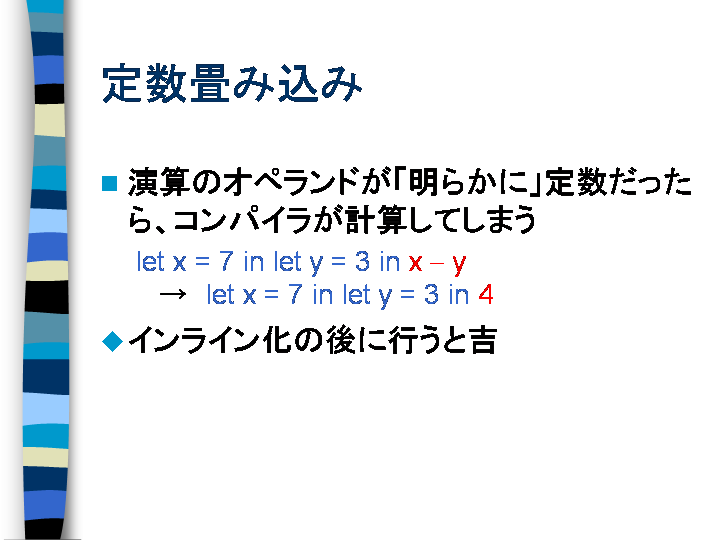 定数畳み込み
演算のオペランドが「明らかに」定数だった
ら、コンパイラが計算してしまう
let x = 7 in let y = 3 in x – y
→ let x = 7 in let y = 3 in 4
インライン化の後に行うと吉